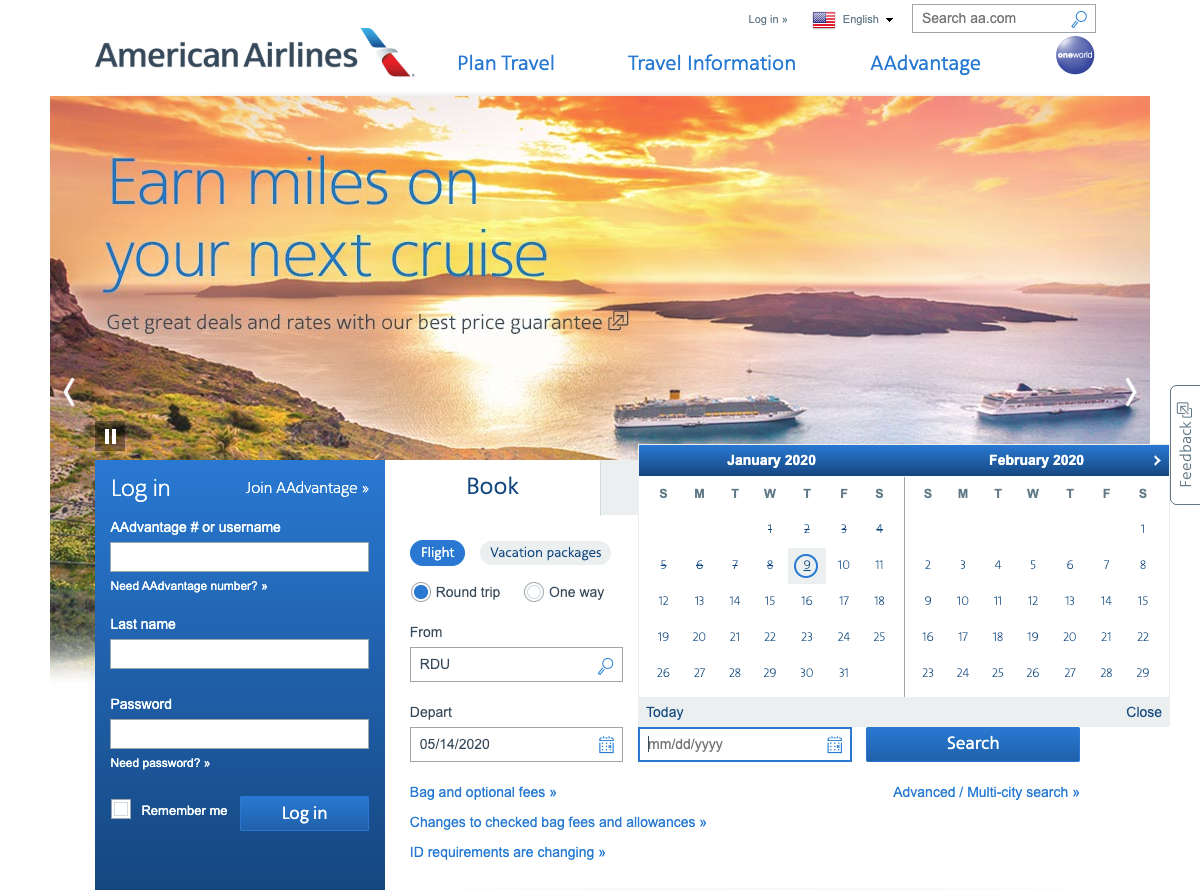 Log in »
English
Search aa.com
American Airlines
Plan Travel
Travel Information
AAdvantage
oneworld
Earn miles on
your next cruise
Get great deals and rates with our best price guarantee
Feedback
Log in
Join AAdvantage »
AAdvantage # or username
Need AAdvantage number? »
Last name
Password
Need password? »
Remember me
Log in
Book
Flight
Vacation packages
Round trip
One way
From
RDU
Depart
05/14/2020
January 2020
S M T W T F S
1 2 3 4
5 6 7 8 9 10 11
12 13 14 15 16 17 18
19 20 21 22 23 24 25
26 27 28 29 30 31
February 2020
S M T W T F S
1
2 3 4 5 6 7 8
9 10 11 12 13 14 15
16 17 18 19 20 21 22
23 24 25 26 27 28 29
Today
Close
mm/dd/yyyy
Search
Bag and optional fees »
Advanced / Multi-city search »
Changes to checked bag fees and allowances »
ID requirements are changing »